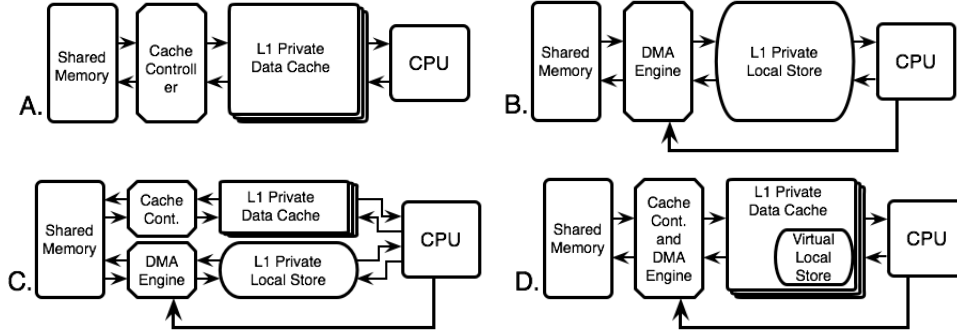 A.
Shared
Memory
Cache
Controll
er
L1 Private
Data Cache
CPU
B.
Shared
Memory
DMA
Engine
L1 Private
Local Store
CPU
C.
Shared
Memory
Cache
Cont.
L1 Private
Data Cache
DMA
Engine
L1 Private
Local Store
CPU
D.
Shared
Memory
Cache
Cont.
and
DMA
Engine
L1 Private
Data Cache
Virtual
Local
Store
CPU